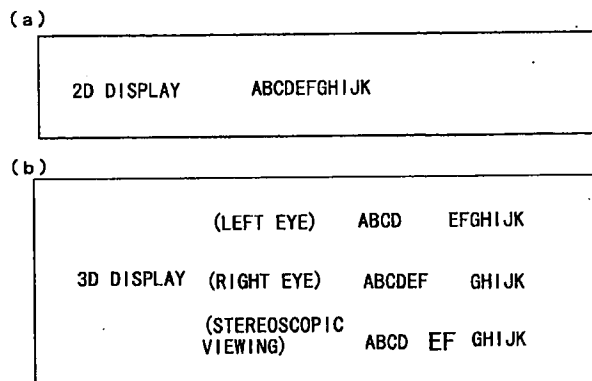 (a)
2D DISPLAY ABCDEFGHIJK
(b)
(LEFT EYE) ABCD EFGHIJK
3D DISPLAY (RIGHT EYE) ABCDEF GHIJK
(STEREOSCOPIC
VIEWING) ABCD EF GHIJK